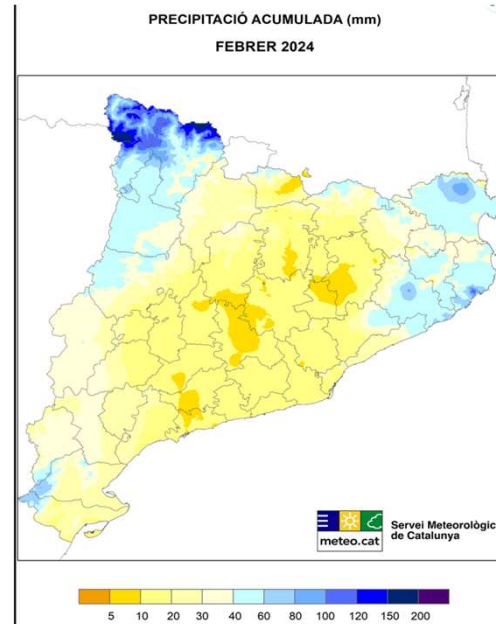 PRECIPITACIÓ ACUMULADA (mm)
FEBRER 2024
meteo.cat
Servei Meteorològic
de Catalunya
5 10 20 30 40 60 80 100 120 150 200